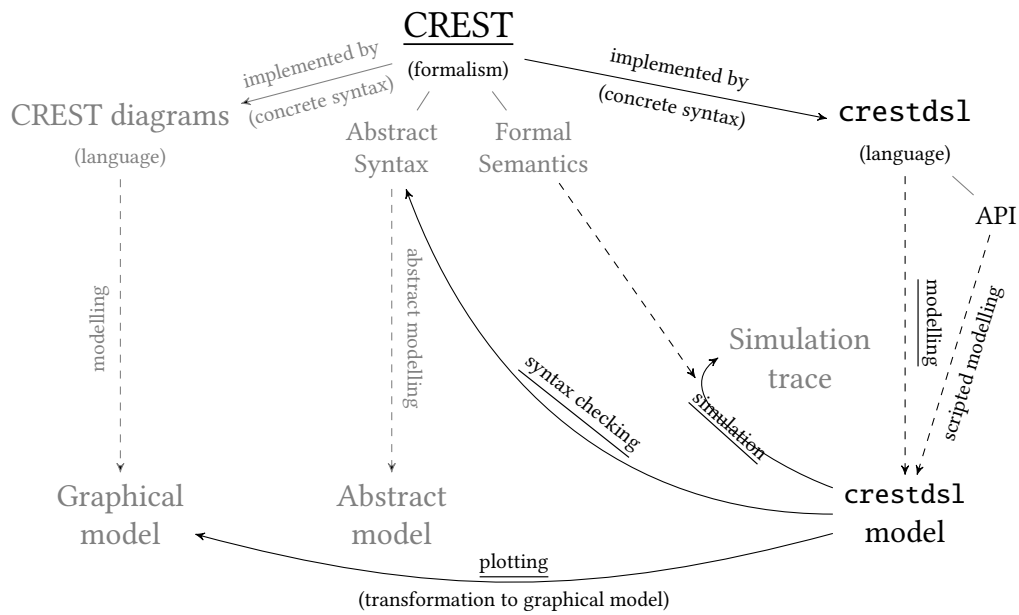 CREST
(formalism)
implemented by
(concrete syntax)
implemented by
(concrete syntax)
CREST diagrams
(language)
Abstract
Syntax
Formal
Semantics
crestdsl
(language)
API
modelling
abstract modelling
modelling
scripted modelling
Simulation
trace
syntax checking
simulation
Graphical
model
Abstract
model
crestdsl
model
plotting
(transformation to graphical model)